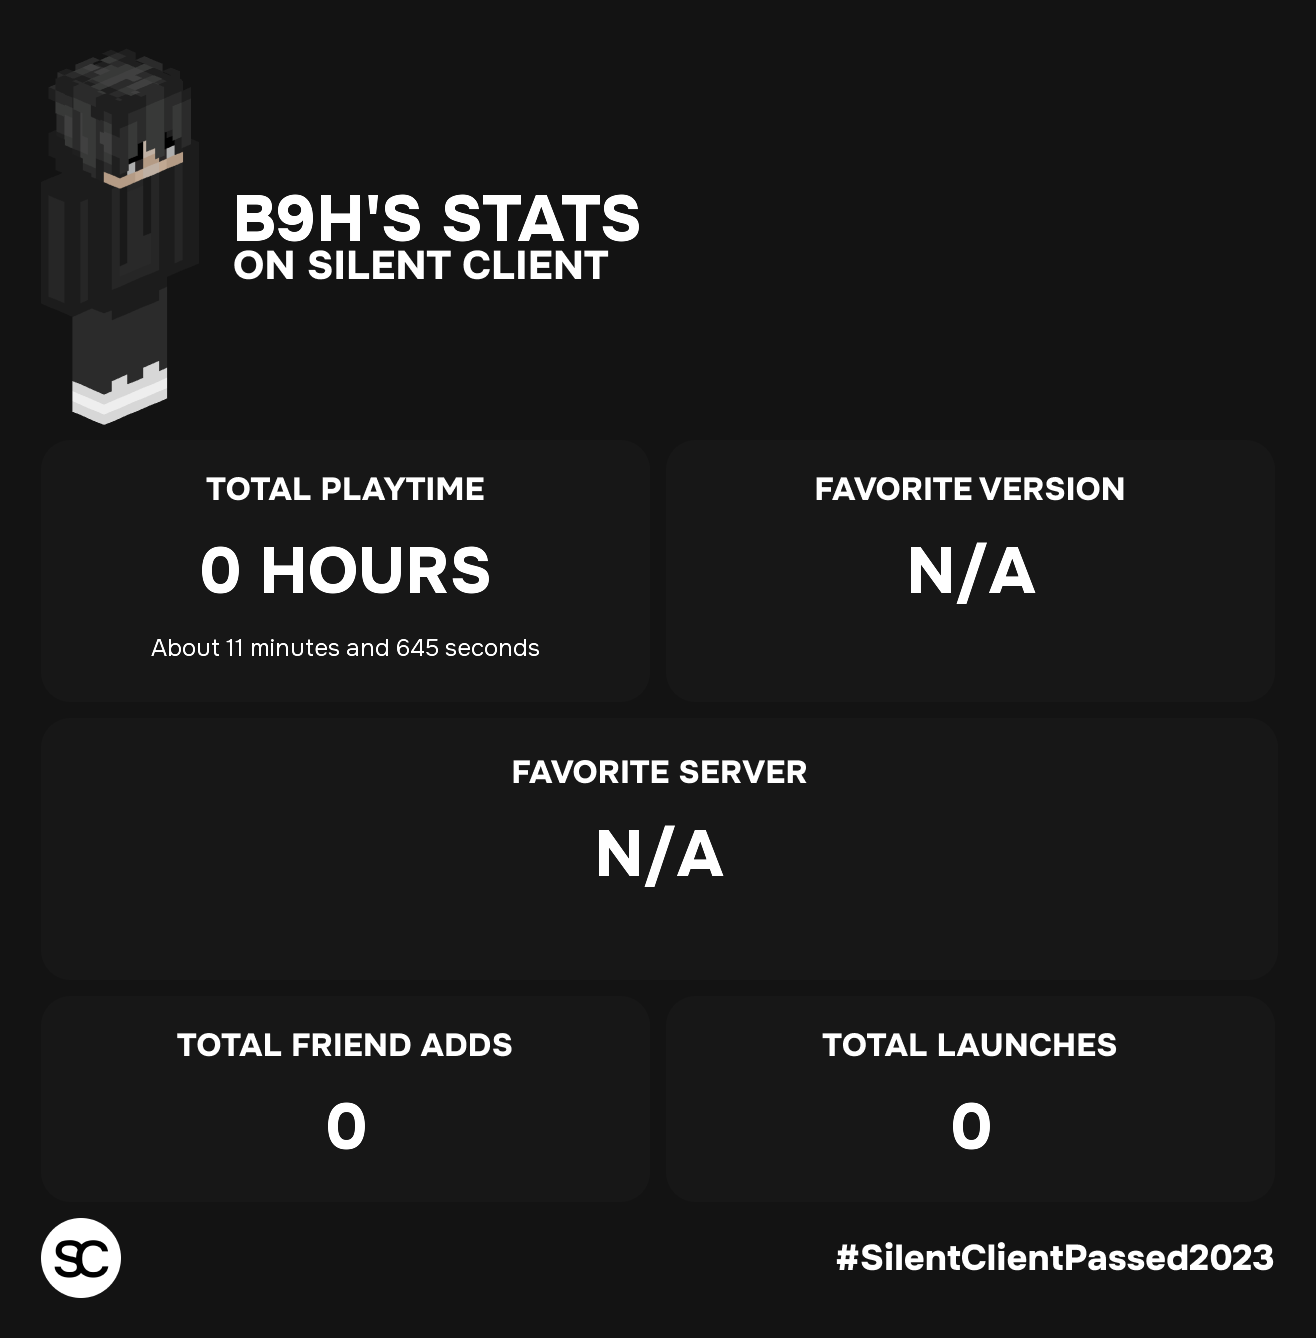 B9H'S STATS
ON SILENT CLIENT
TOTAL PLAYTIME
0 HOURS
About 11 minutes and 645 seconds
FAVORITE VERSION
N/A
FAVORITE SERVER
N/A
TOTAL FRIEND ADDS
0
TOTAL LAUNCHES
0
SC
#SilentClientPassed2023